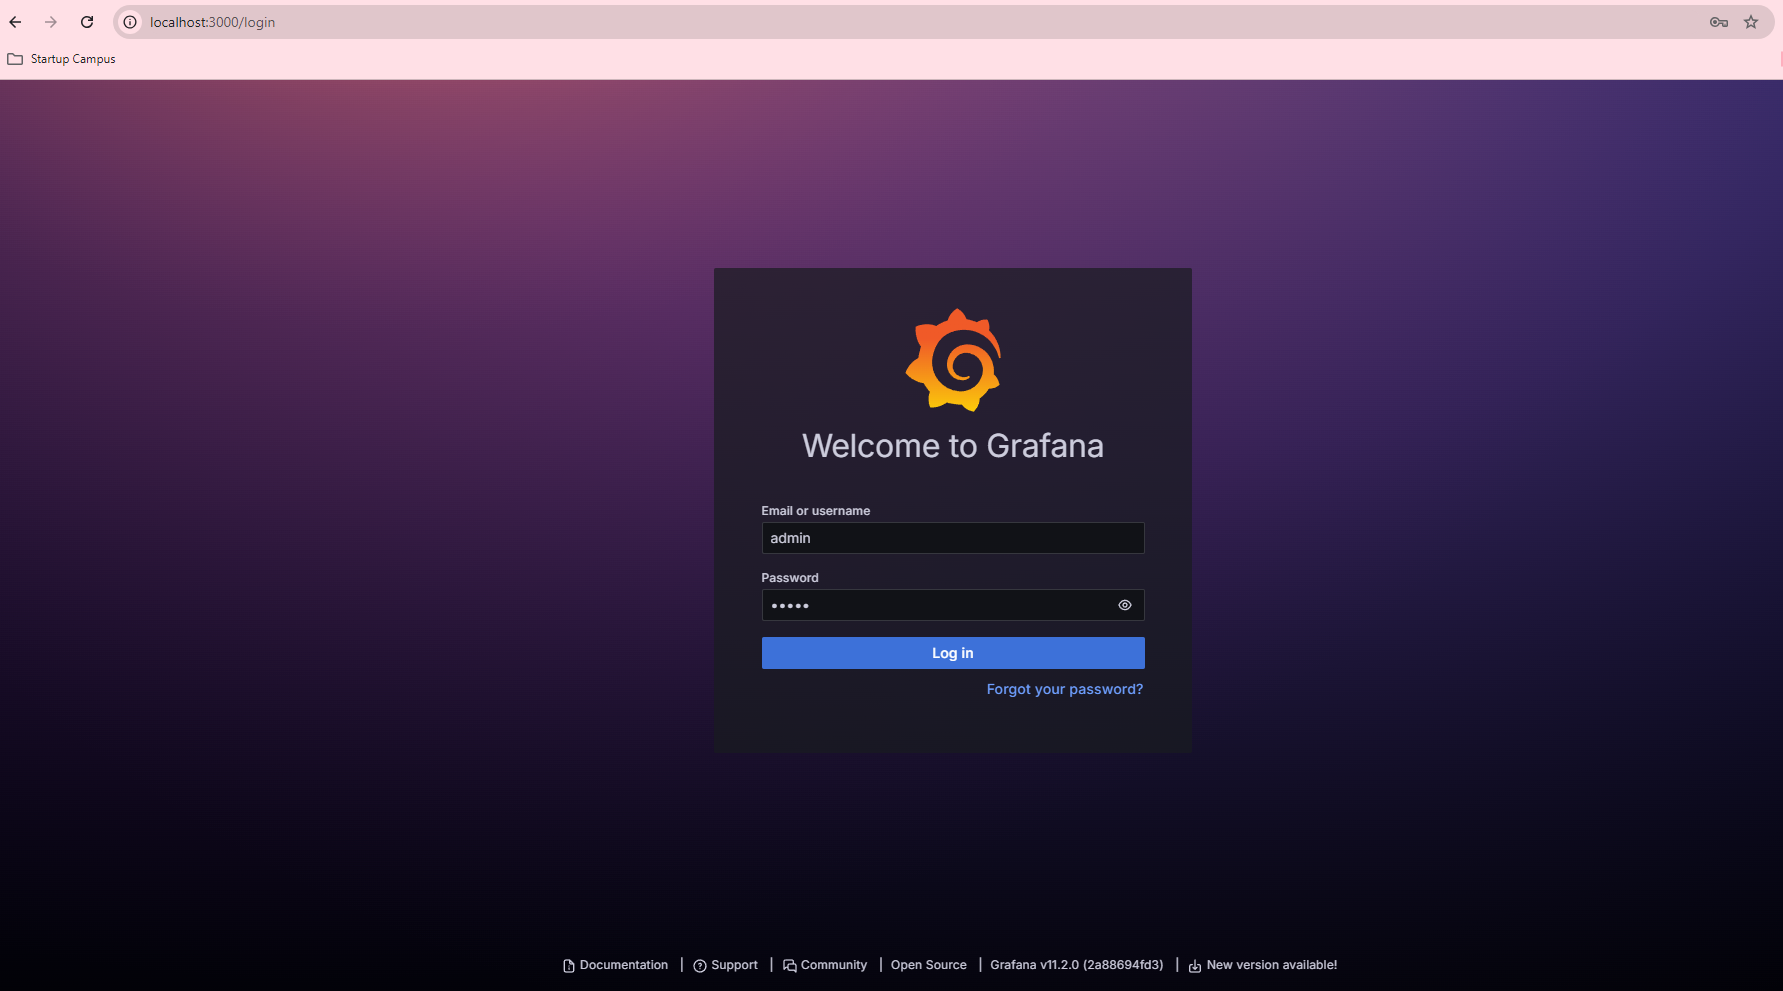 localhost:3000/login
Startup Campus
Welcome to Grafana
Email or username
admin
Password
•••••
Log in
Forgot your password?
Documentation | Support | Community | Open Source | Grafana v11.2.0 (2a88694fd3) | New version available!